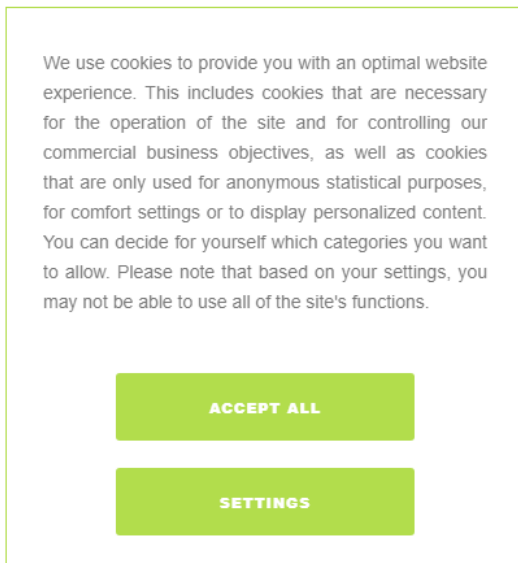 We use cookies to provide you with an optimal website
experience. This includes cookies that are necessary
for the operation of the site and for controlling our
commercial business objectives, as well as cookies
that are only used for anonymous statistical purposes,
for comfort settings or to display personalized content.
You can decide for yourself which categories you want
to allow. Please note that based on your settings, you
may not be able to use all of the site's functions.
ACCEPT ALL
SETTINGS